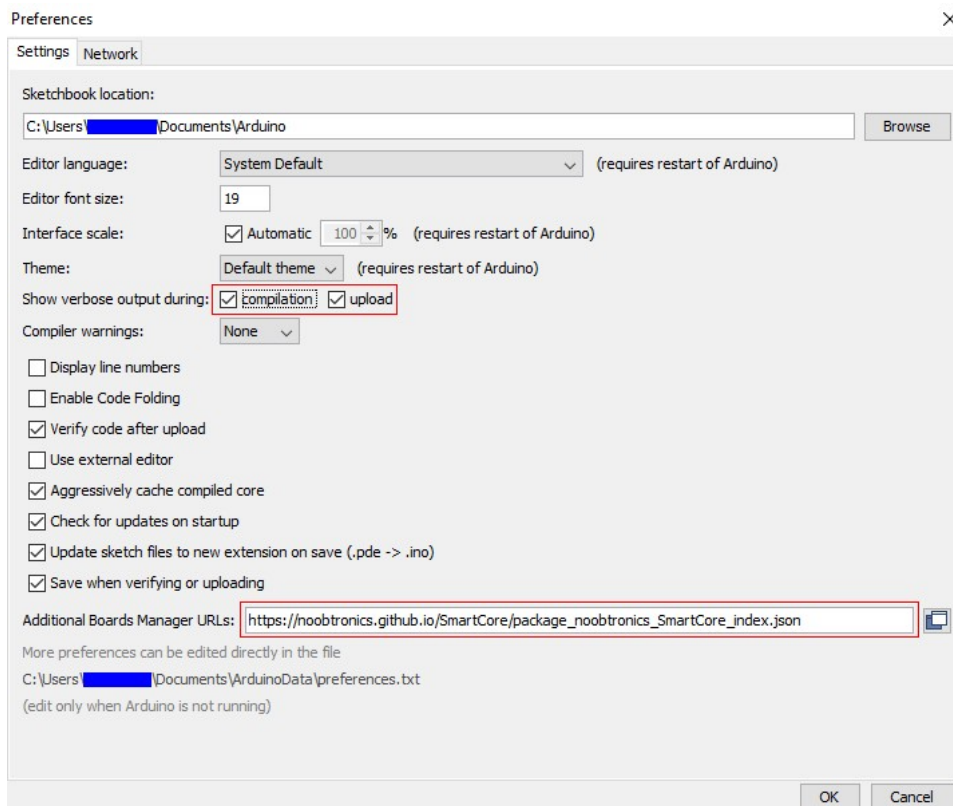 Preferences
Settings Network
Sketchbook location:
C:\Users\ \Documents\Arduino Browse
Editor language: System Default (requires restart of Arduino)
Editor font size: 19
Interface scale: Automatic 100 % (requires restart of Arduino)
Theme: Default theme (requires restart of Arduino)
Show verbose output during: compilation upload
Compiler warnings: None
Display line numbers
Enable Code Folding
Verify code after upload
Use external editor
Aggressively cache compiled core
Check for updates on startup
Update sketch files to new extension on save (.pde -> .ino)
Save when verifying or uploading
Additional Boards Manager URLs: https://noobtronics.github.io/SmartCore/package_noobtronics_SmartCore_index.json
More preferences can be edited directly in the file
C:\Users\ \Documents\ArduinoData\preferences.txt
(edit only when Arduino is not running)
OK Cancel